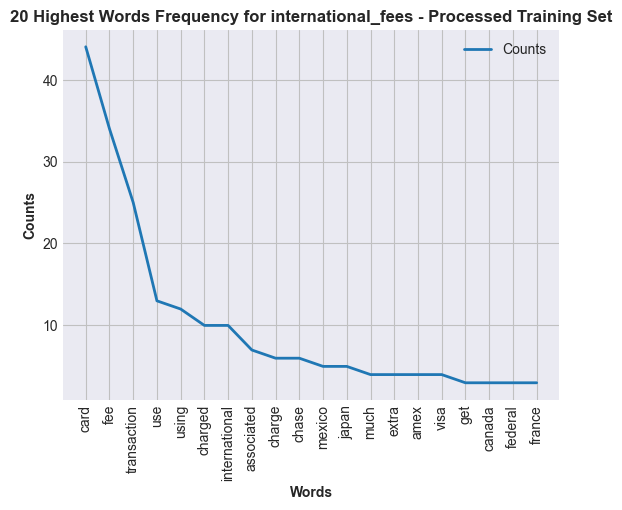 20 Highest Words Frequency for international_fees - Processed Training Set
Counts
40
30
20
10
Counts
card
fee
transaction
use
using
charged
international
associated
charge
chase
mexico
japan
much
extra
amex
visa
get
canada
federal
france
Words